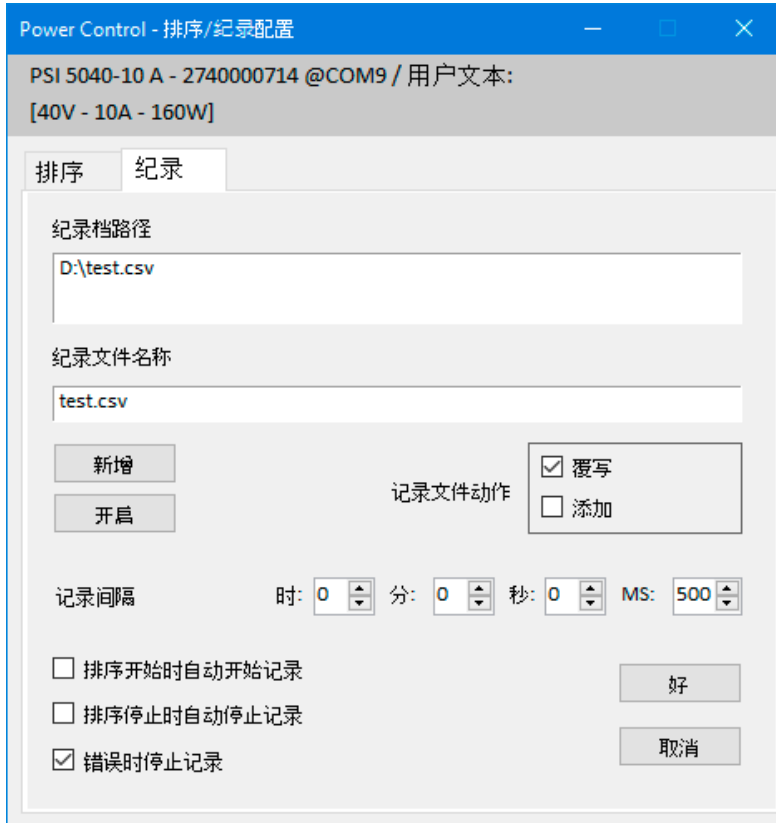 Power Control - 排序/纪录配置
PSI 5040-10 A - 2740000714 @COM9 / 用户文本:
[40V - 10A - 160W]
排序 纪录
纪录档路径
D:\test.csv
纪录文件名称
test.csv
新增
开启
记录文件动作
覆写
添加
记录间隔 时: 0 分: 0 秒: 0 MS: 500
排序开始时自动开始记录
排序停止时自动停止记录
错误时停止记录
好
取消